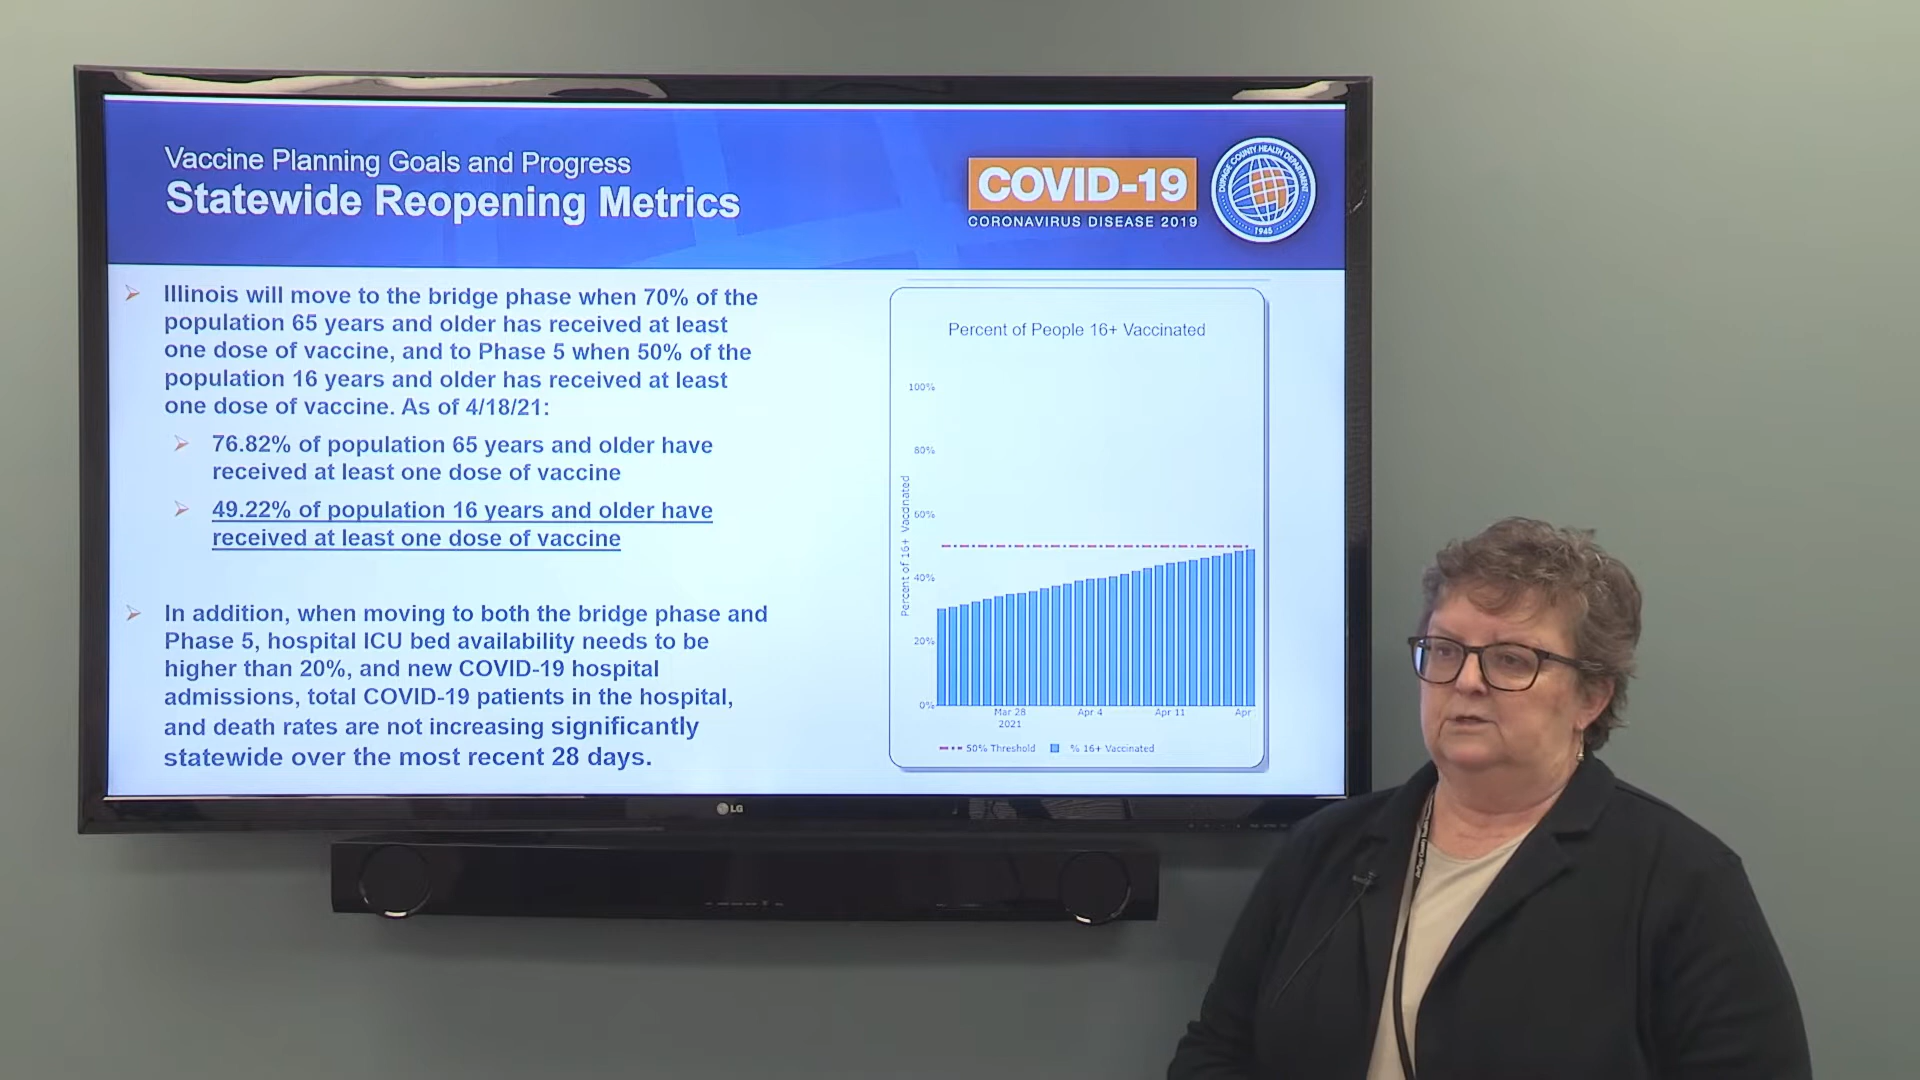 Vaccine Planning Goals and Progress
Statewide Reopening Metrics
COVID-19
CORONAVIRUS DISEASE 2019
DUPAGE COUNTY HEALTH DEPARTMENT
1945
Illinois will move to the bridge phase when 70% of the
population 65 years and older has received at least
one dose of vaccine, and to Phase 5 when 50% of the
population 16 years and older has received at least
one dose of vaccine. As of 4/18/21:
76.82% of population 65 years and older have
received at least one dose of vaccine
49.22% of population 16 years and older have
received at least one dose of vaccine
In addition, when moving to both the bridge phase and
Phase 5, hospital ICU bed availability needs to be
higher than 20%, and new COVID-19 hospital
admissions, total COVID-19 patients in the hospital,
and death rates are not increasing significantly
statewide over the most recent 28 days.
Percent of People 16+ Vaccinated
Percent of 16+ Vaccinated
100%
80%
60%
40%
20%
0%
Mar 28
2021
Apr 4
Apr 11
Apr
50% Threshold
% 16+ Vaccinated
LG